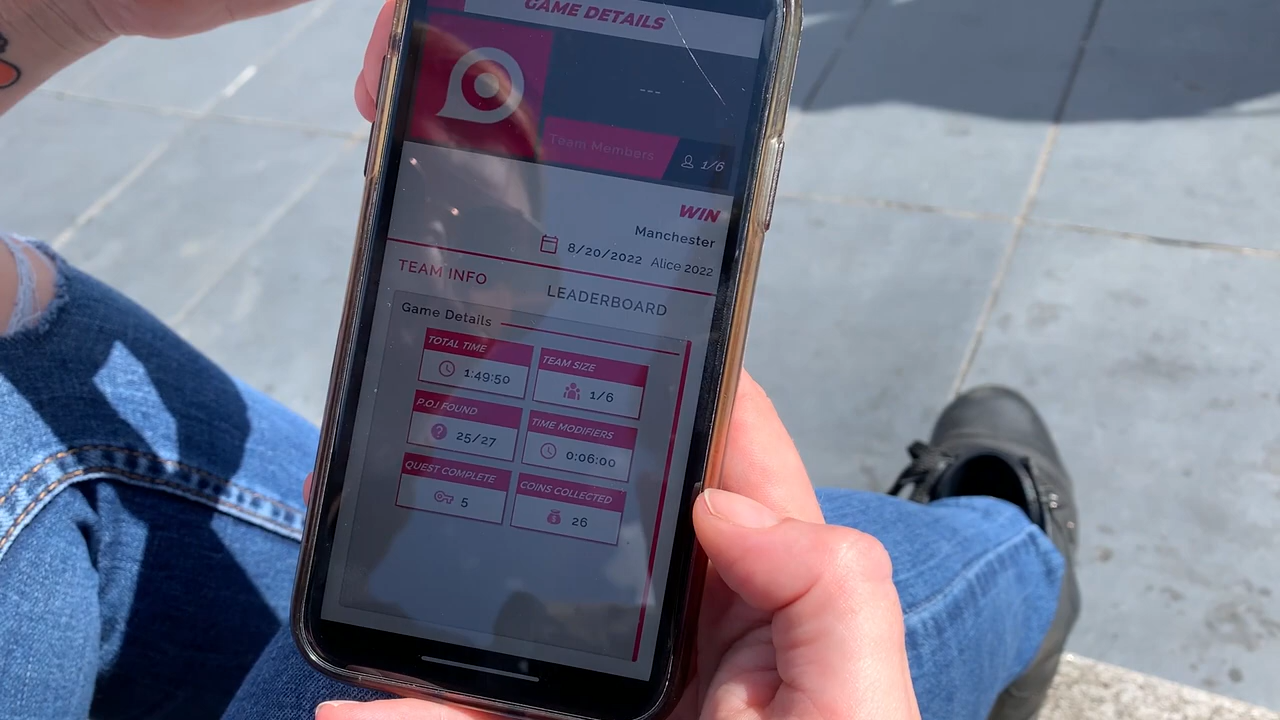 GAME DETAILS
---
Team Members
1/6
WIN
Manchester
8/20/2022 Alice 2022
TEAM INFO
LEADERBOARD
Game Details
TOTAL TIME
1:49:50
TEAM SIZE
1/6
P.O.I FOUND
25/27
TIME MODIFIERS
0:06:00
QUEST COMPLETE
5
COINS COLLECTED
26